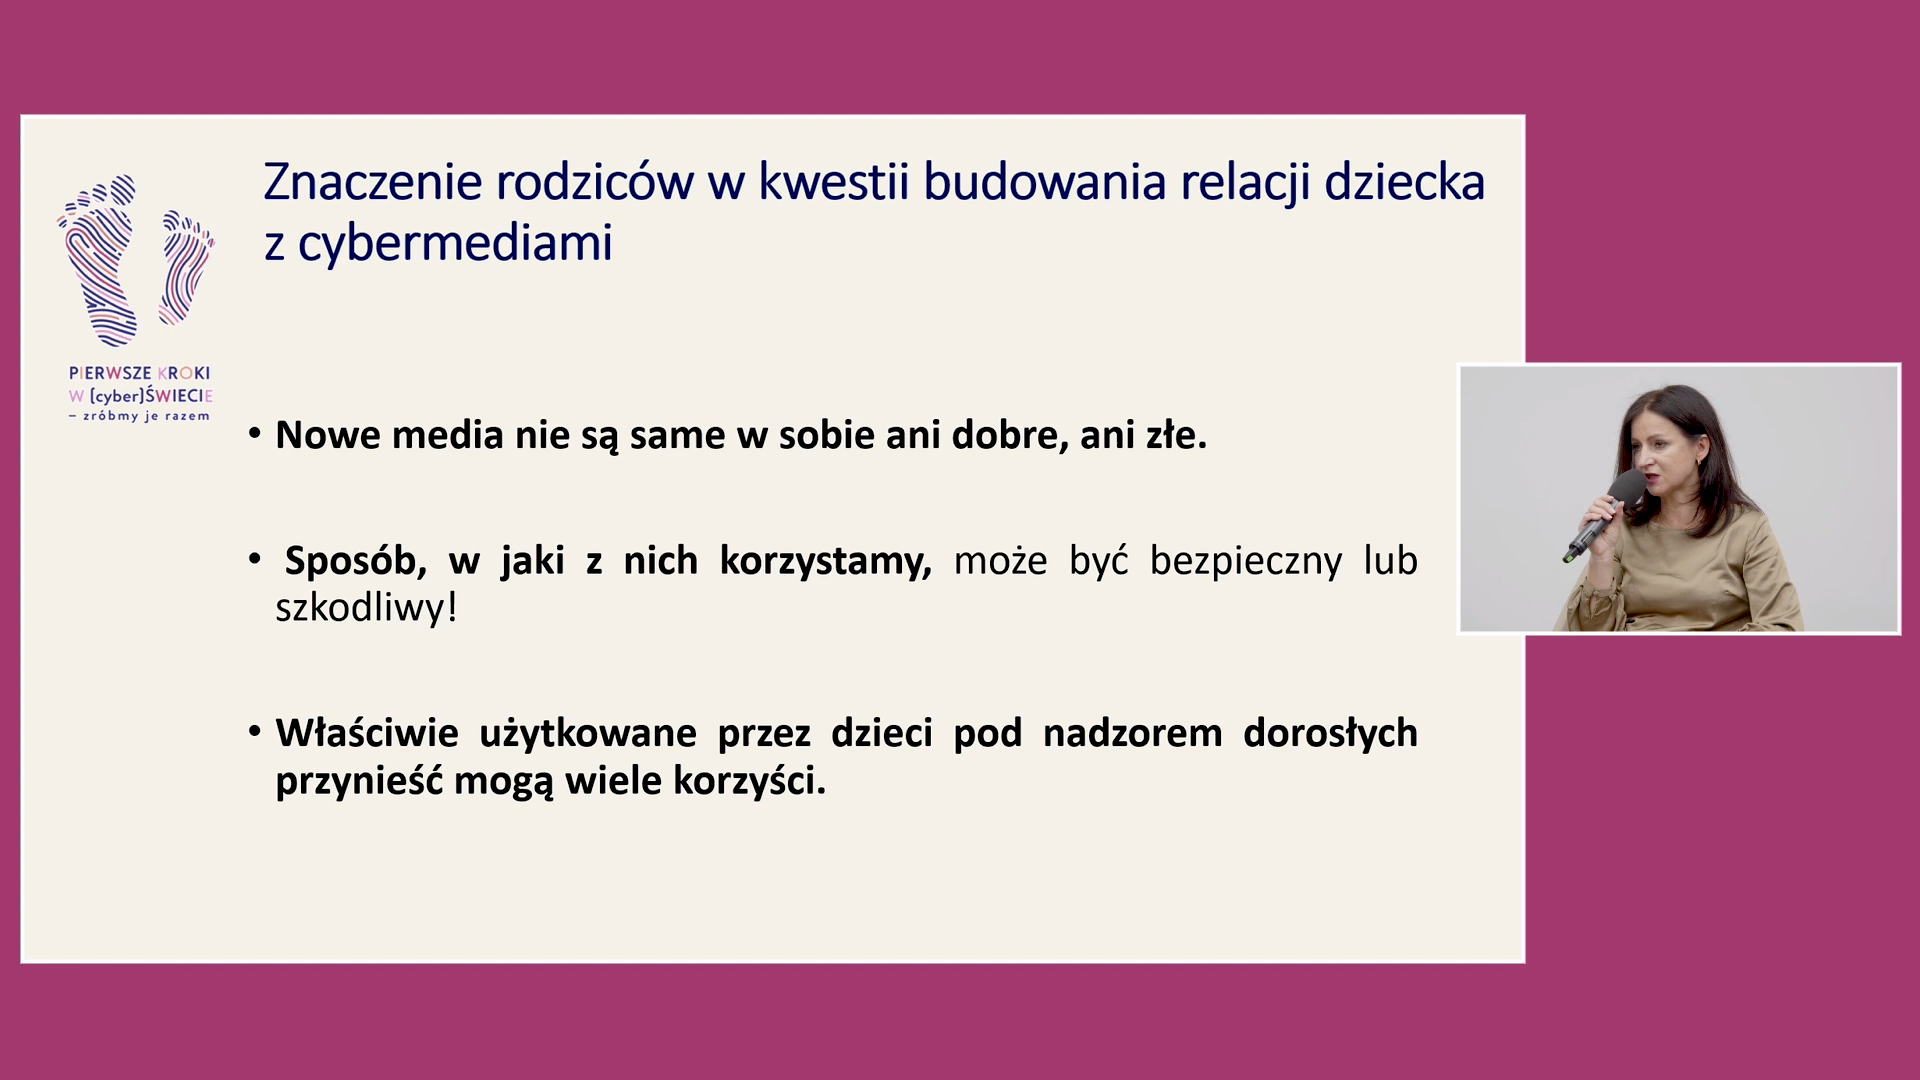 Znaczenie rodziców w kwestii budowania relacji dziecka
z cybermediami
PIERWSZE KROKI
W [cyber]ŚWIECIE
– zróbmy je razem
• Nowe media nie są same w sobie ani dobre, ani złe.
• Sposób, w jaki z nich korzystamy, może być bezpieczny lub
szkodliwy!
• Właściwie użytkowane przez dzieci pod nadzorem dorosłych
przynieść mogą wiele korzyści.